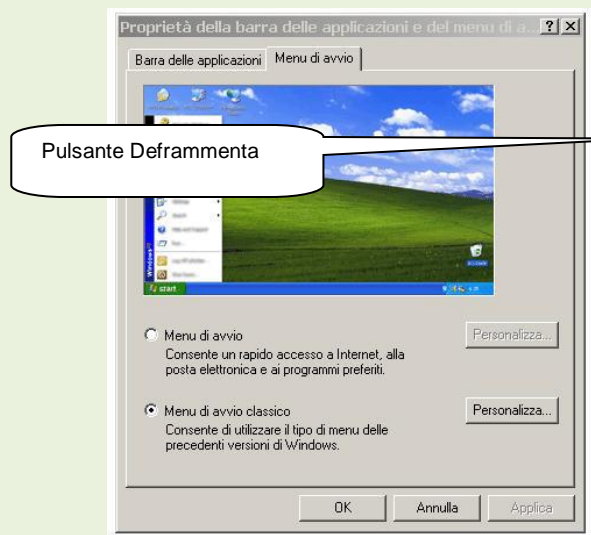 Proprietà della barra delle applicazioni e del menu di a...
Barra delle applicazioni Menu di avvio
Pulsante Deframmenta
Search
Run...
start
Menu di avvio
Personalizza...
Consente un rapido accesso a Internet, alla
posta elettronica e ai programmi preferiti.
Menu di avvio classico
Personalizza...
Consente di utilizzare il tipo di menu delle
precedenti versioni di Windows.
OK Annulla Applica